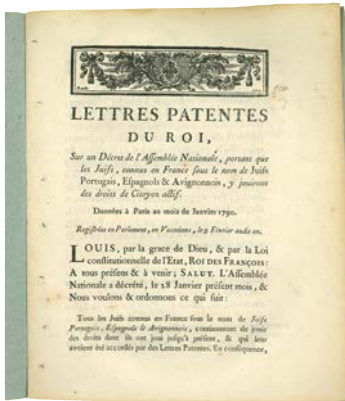 LETTRES PATENTES
DU ROI,
Sur un Décret de l'Assemblée Nationale, portant que
les Juifs, connus en France sous le nom de Juifs
Portugais, Espagnols & Avignonnois, y jouiront
des droits de Citoyen actif.
Données à Paris au mois de Janvier 1790.
Registrées en Parlement, en Vacations, le 9 Février audit an.
LOUIS, par la grace de Dieu, & par la Loi
constitutionnelle de l'Etat, ROI DES FRANÇOIS:
A tous présens & à venir; SALUT. L'Assemblée
Nationale a décrété, le 28 Janvier présent mois, &
Nous voulons & ordonnons ce qui suit:
Tous les Juifs connus en France sous le nom de Juifs
Portugais, Espagnols & Avignonnois, continueront de jouir
des droits dont ils ont joui jusqu'à présent, & qui leur
avoient été accordés par des Lettres Patentes. En conséquence,